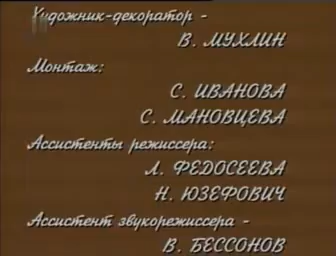 Художник-декоратор -
В. МУХЛИН
Монтаж:
С. ИВАНОВА
С. МАНОВЦЕВА
Ассистенты режиссера:
Л. ФЕДОСЕЕВА
Н. ЮЗЕФОВИЧ
Ассистент звукорежиссера -
В. БЕССОНОВ